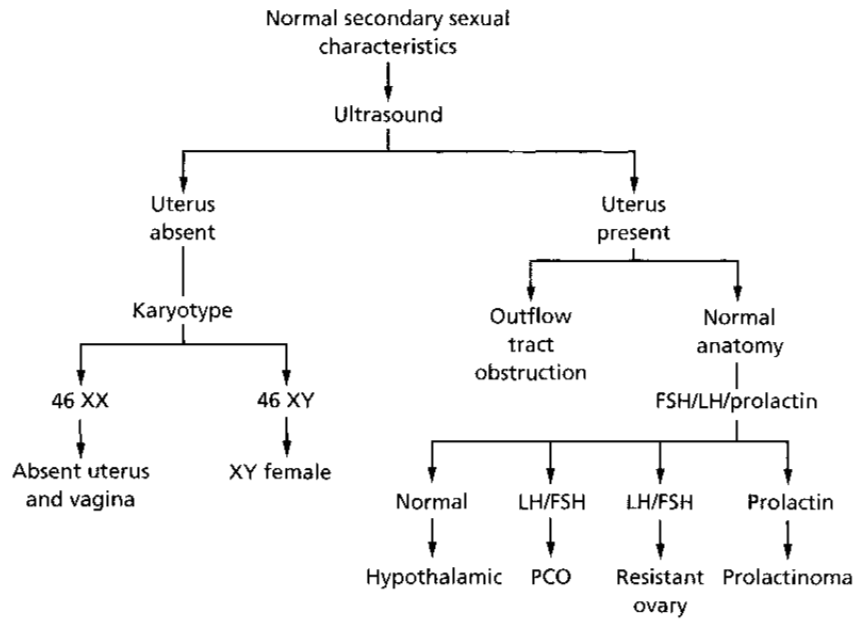 Normal secondary sexual
characteristics
Ultrasound
Uterus
absent
Uterus
present
Karyotype
Outflow
tract
obstruction
Normal
anatomy
46 XX
46 XY
FSH/LH/prolactin
Absent uterus
and vagina
XY female
Normal
LH/FSH
LH/FSH
Prolactin
Hypothalamic
PCO
Resistant
ovary
Prolactinoma